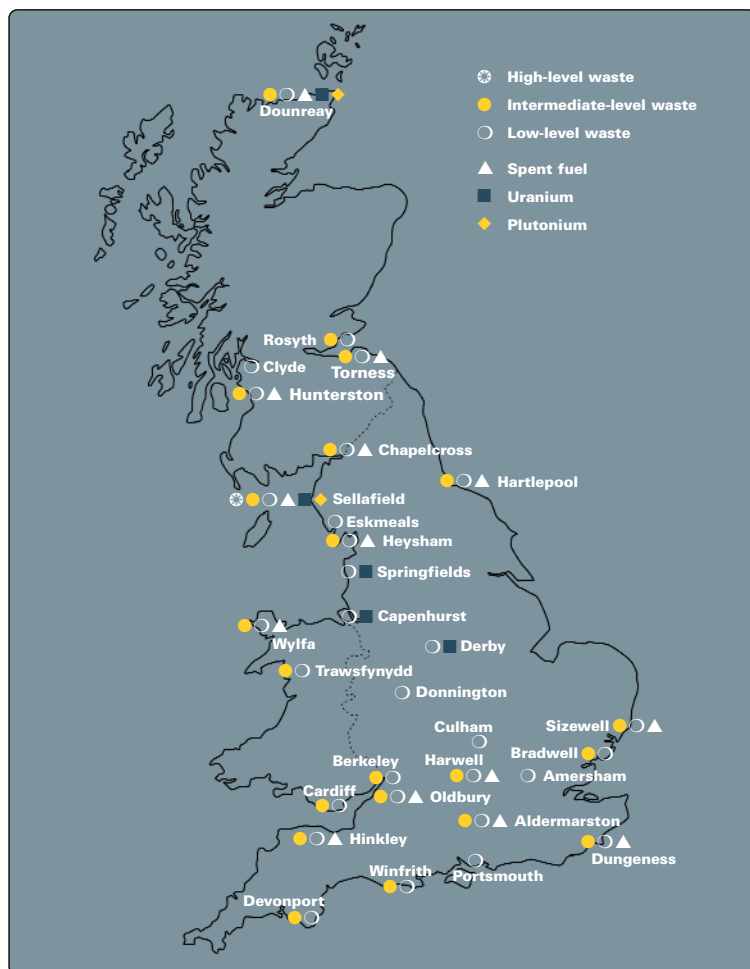 High-level waste
Intermediate-level waste
Low-level waste
Spent fuel
Uranium
Plutonium
Dounreay
Rosyth
Torness
Clyde
Hunterston
Chapelcross
Hartlepool
Sellafield
Eskmeals
Heysham
Springfields
Capenhurst
Wylfa
Derby
Trawsfynydd
Donnington
Sizewell
Culham
Bradwell
Berkeley
Harwell
Amersham
Cardiff
Oldbury
Aldermarston
Hinkley
Dungeness
Portsmouth
Winfrith
Devonport